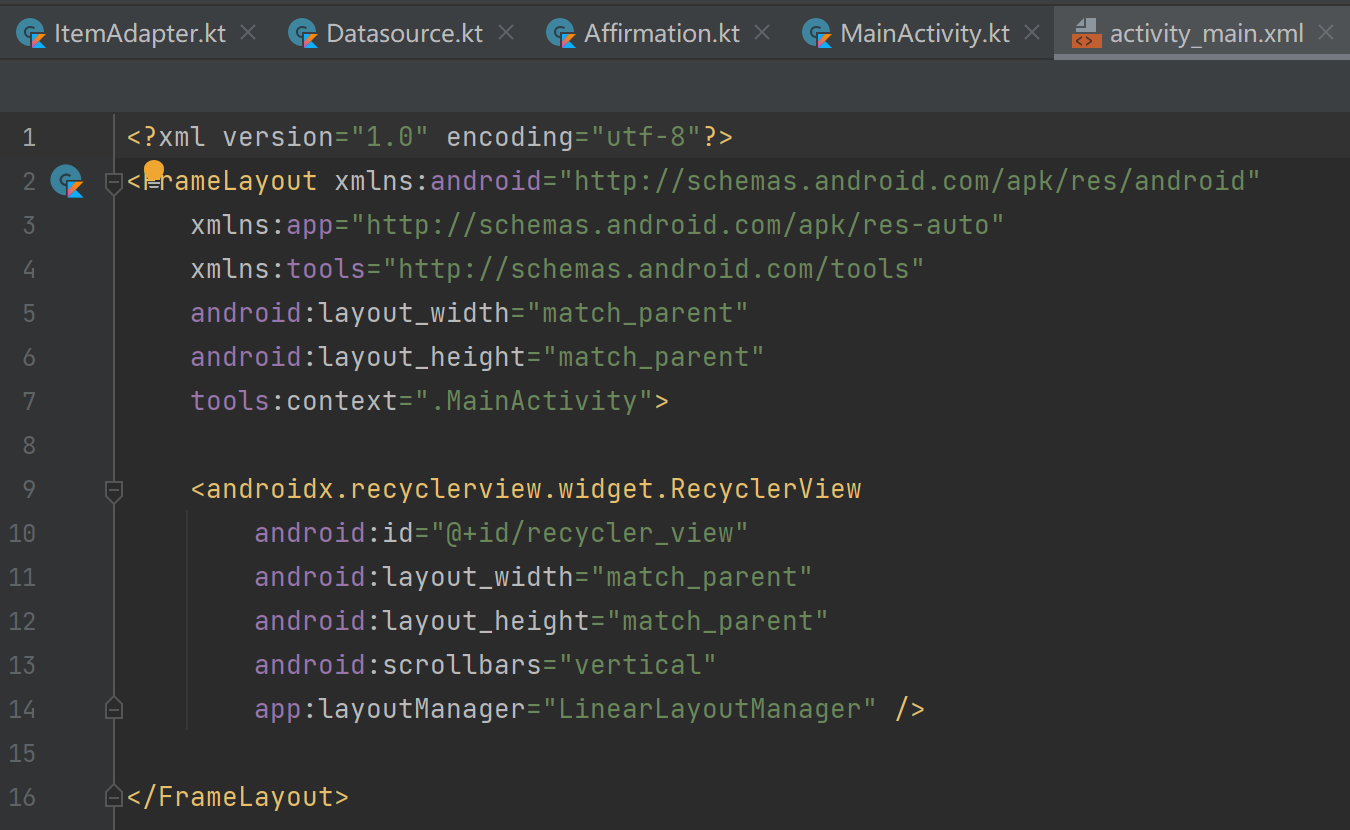 ItemAdapter.kt Datasource.kt Affirmation.kt MainActivity.kt activity_main.xml
1 <?xml version="1.0" encoding="utf-8"?>
2 <FrameLayout xmlns:android="http://schemas.android.com/apk/res/android"
3 xmlns:app="http://schemas.android.com/apk/res-auto"
4 xmlns:tools="http://schemas.android.com/tools"
5 android:layout_width="match_parent"
6 android:layout_height="match_parent"
7 tools:context=".MainActivity">
8
9 <androidx.recyclerview.widget.RecyclerView
10 android:id="@+id/recycler_view"
11 android:layout_width="match_parent"
12 android:layout_height="match_parent"
13 android:scrollbars="vertical"
14 app:layoutManager="LinearLayoutManager" />
15
16 </FrameLayout>